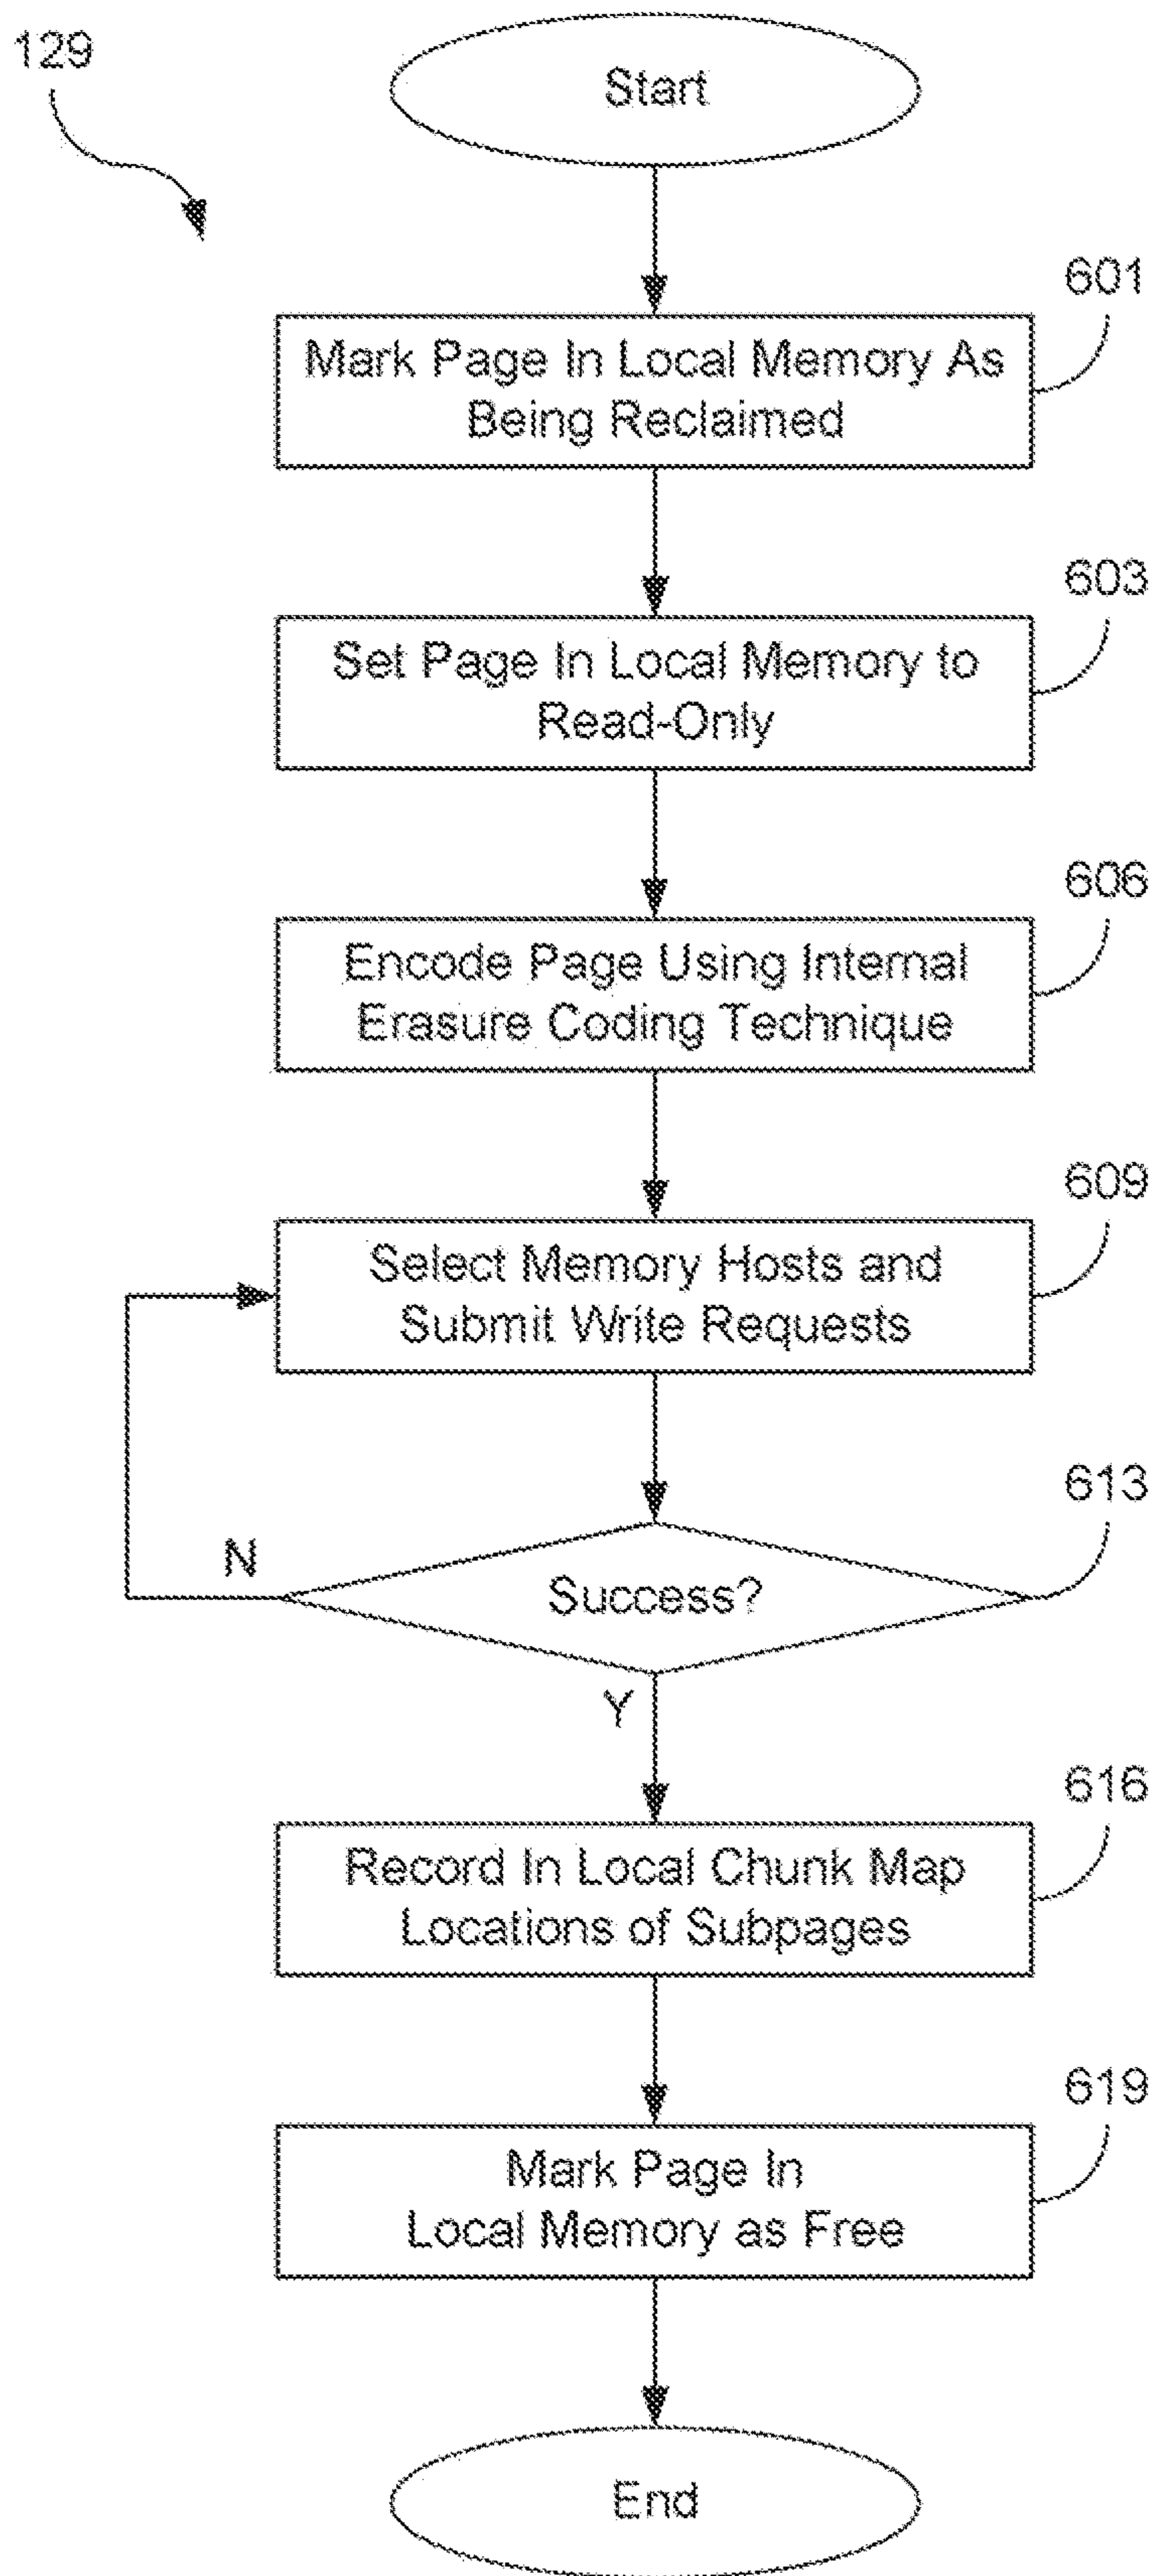 129
Start
601
Mark Page In Local Memory As
Being Reclaimed
603
Set Page In Local Memory to
Read-Only
606
Encode Page Using Internal
Erasure Coding Technique
609
Select Memory Hosts and
Submit Write Requests
613
N
Success?
Y
616
Record In Local Chunk Map
Locations of Subpages
619
Mark Page In
Local Memory as Free
End